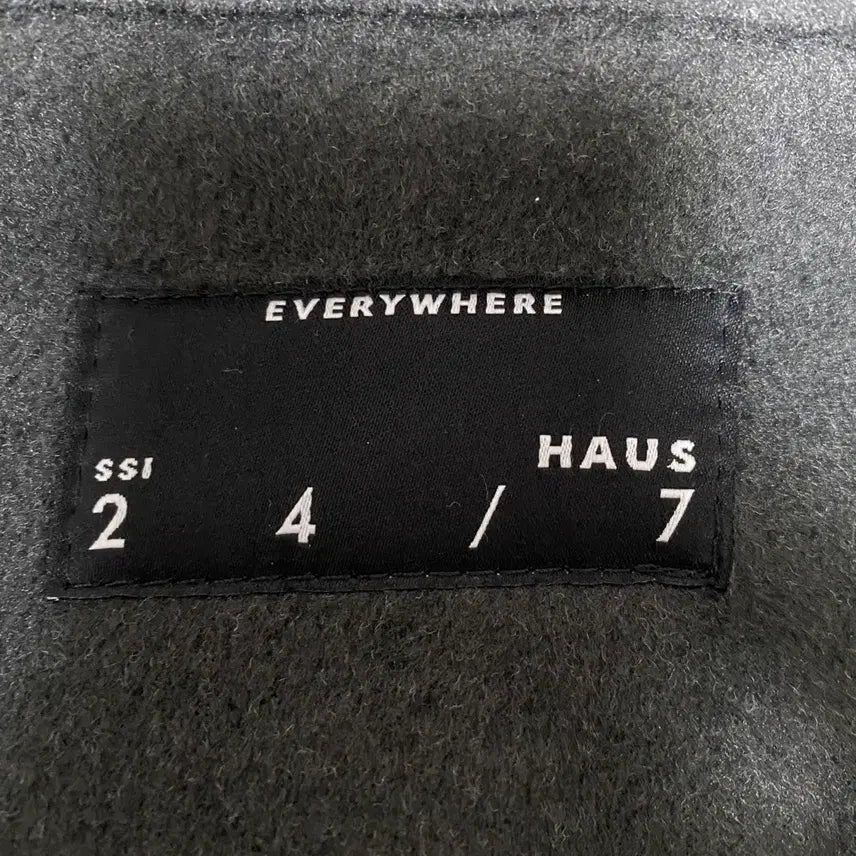 EVERYWHERE
HAUS
SSI
2 4 / 7